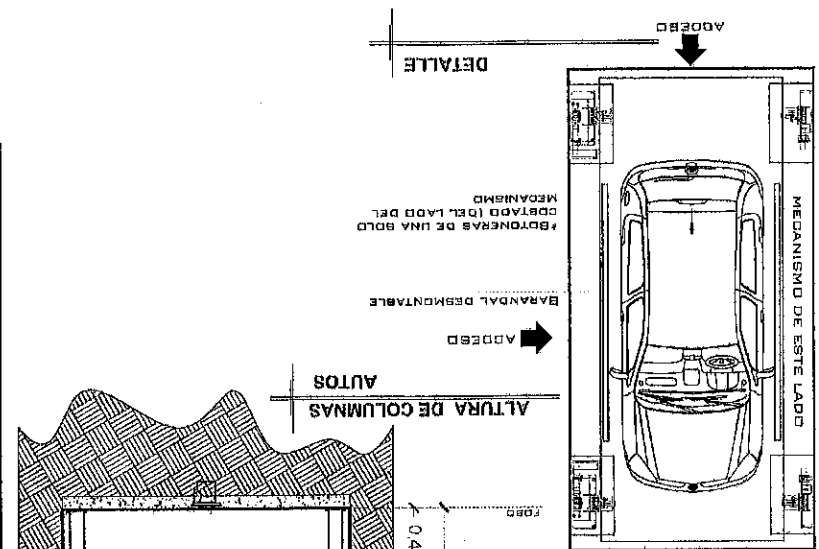 0,4
FOSO
ALTURA DE COLUMNAS
AUTOS
ACCESO
BARANDAL DESMONTABLE
*BOTONERAS DE UNA SOLO
COSTADO (DEL LADO DEL
MECANISMO
MECANISMO DE ESTE LADO
DETALLE
ACCESO